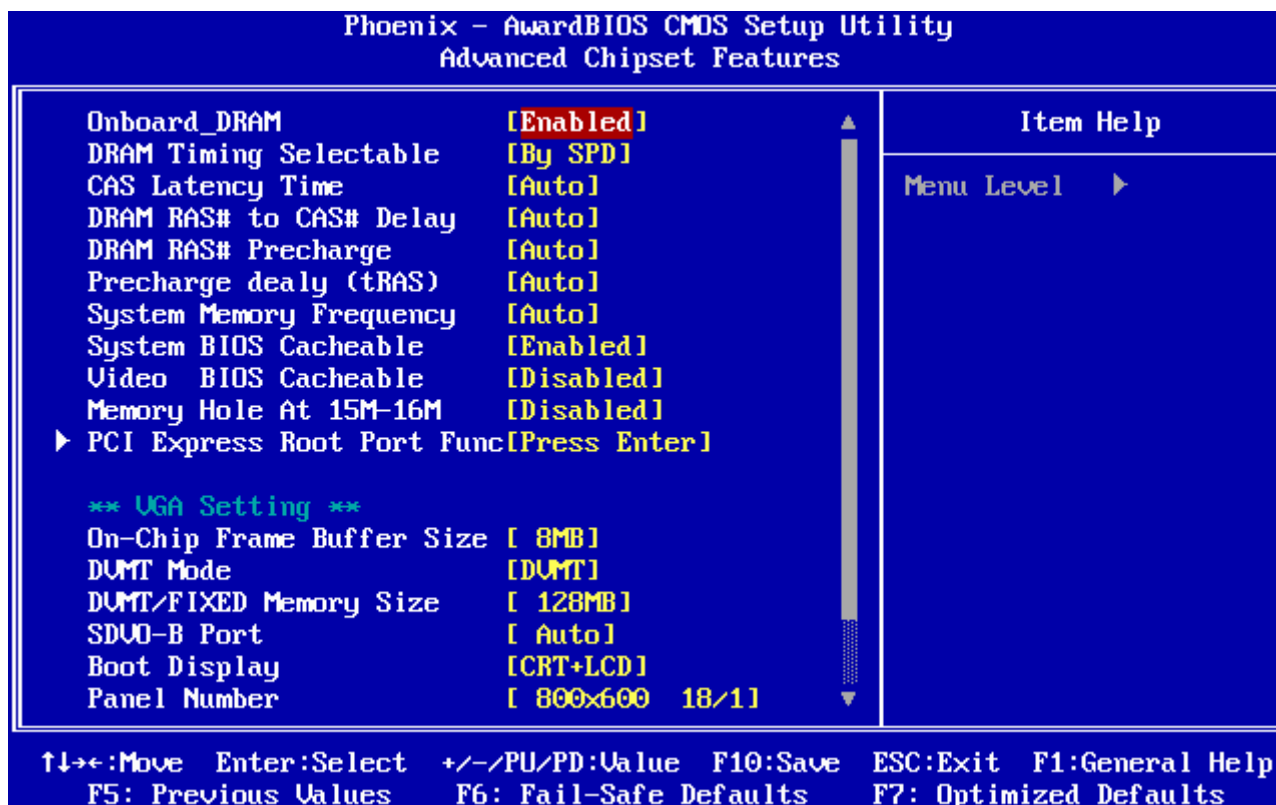 Phoenix - AwardBIOS CMOS Setup Utility
Advanced Chipset Features
Onboard_DRAM [Enabled]
DRAM Timing Selectable [By SPD]
CAS Latency Time [Auto]
DRAM RAS# to CAS# Delay [Auto]
DRAM RAS# Precharge [Auto]
Precharge dealy (tRAS) [Auto]
System Memory Frequency [Auto]
System BIOS Cacheable [Enabled]
Video BIOS Cacheable [Disabled]
Memory Hole At 15M-16M [Disabled]
PCI Express Root Port Func[Press Enter]
** VGA Setting **
On-Chip Frame Buffer Size [ 8MB]
DVMT Mode [DVMT]
DVMT/FIXED Memory Size [ 128MB]
SDVO-B Port [ Auto]
Boot Display [CRT+LCD]
Panel Number [ 800x600 18/1]
Item Help
Menu Level
↑↓→←:Move Enter:Select +/-/PU/PD:Value F10:Save ESC:Exit F1:General Help
F5: Previous Values F6: Fail-Safe Defaults F7: Optimized Defaults